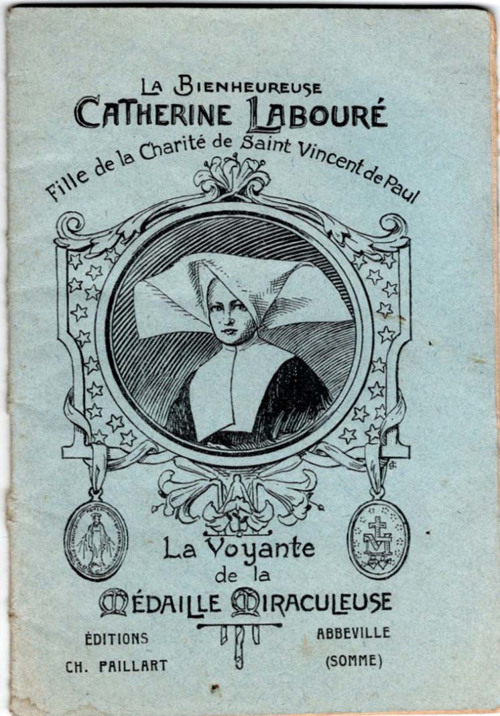 La Bienheureuse
Catherine Labouré
Fille de la Charité de Saint Vincent de Paul
La Voyante
de la
Médaille Miraculeuse
ÉDITIONS
CH. PAILLART
ABBEVILLE
(SOMME)